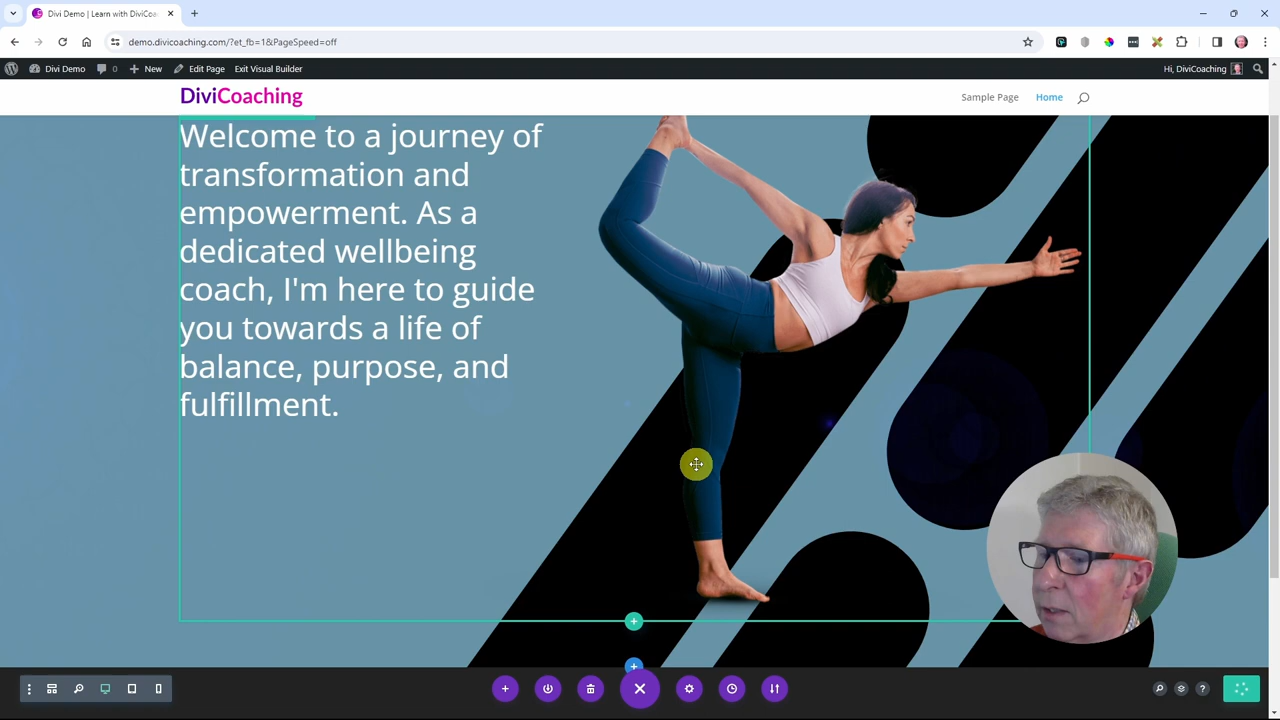 Divi Demo | Learn with DiviCoa
demo.divicoaching.com/?et_fb=1&PageSpeed=off
Divi Demo 0 New Edit Page Exit Visual Builder Hi, DiviCoaching
DiviCoaching Sample Page Home
Welcome to a journey of
transformation and
empowerment. As a
dedicated wellbeing
coach, I'm here to guide
you towards a life of
balance, purpose, and
fulfillment.